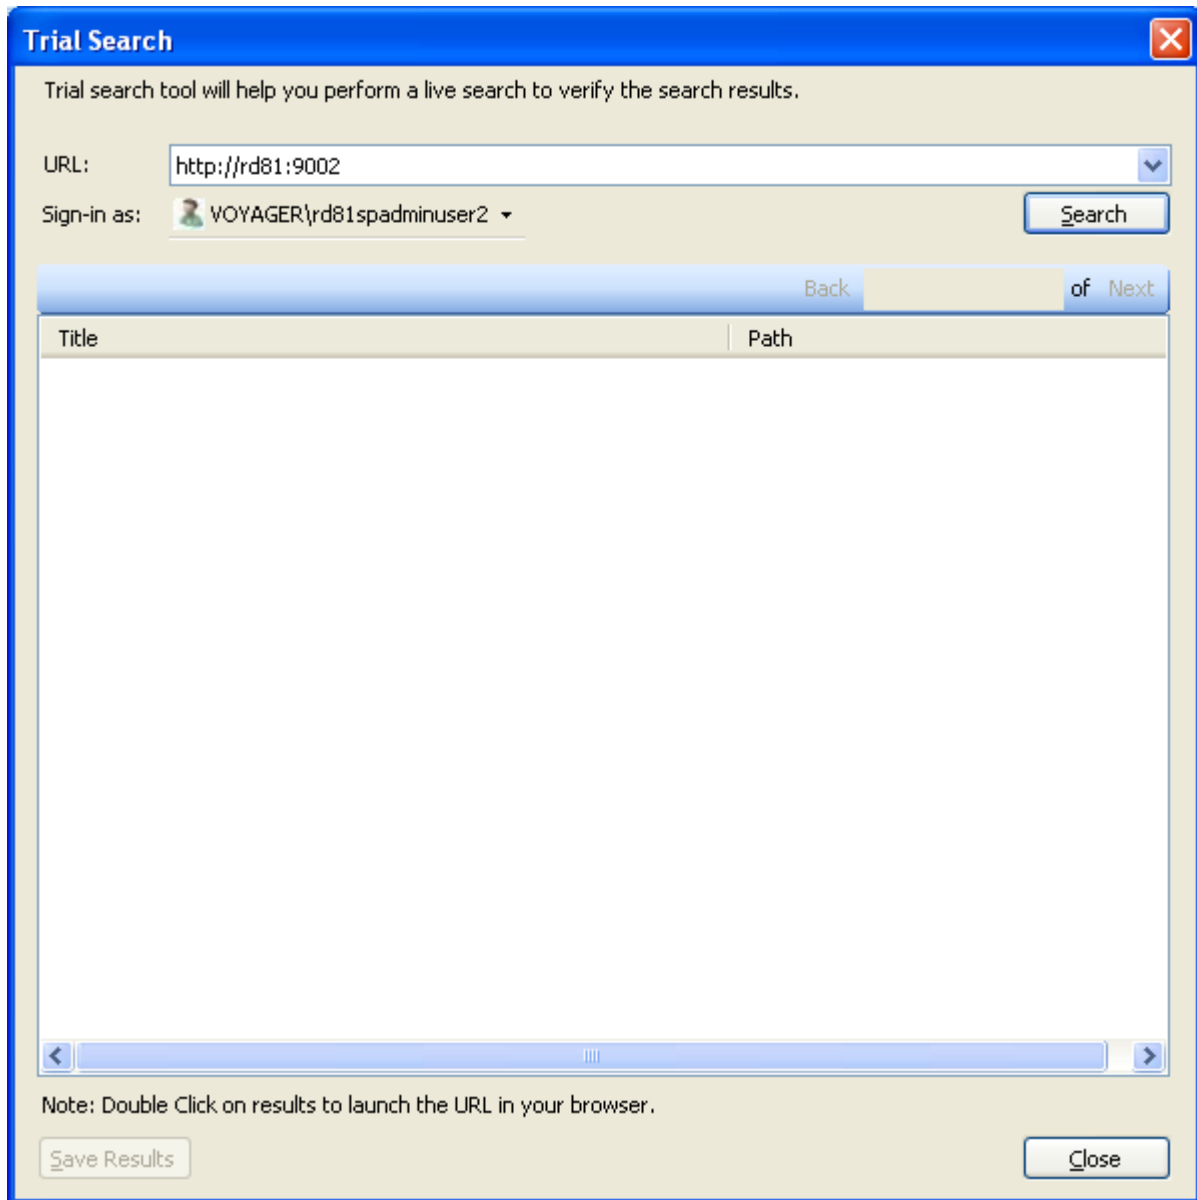 Trial Search
Trial search tool will help you perform a live search to verify the search results.
URL: http://rd81:9002
Sign-in as: VOYAGER\rd81spadminuser2 Search
Back of Next
Title Path
Note: Double Click on results to launch the URL in your browser.
Save Results Close